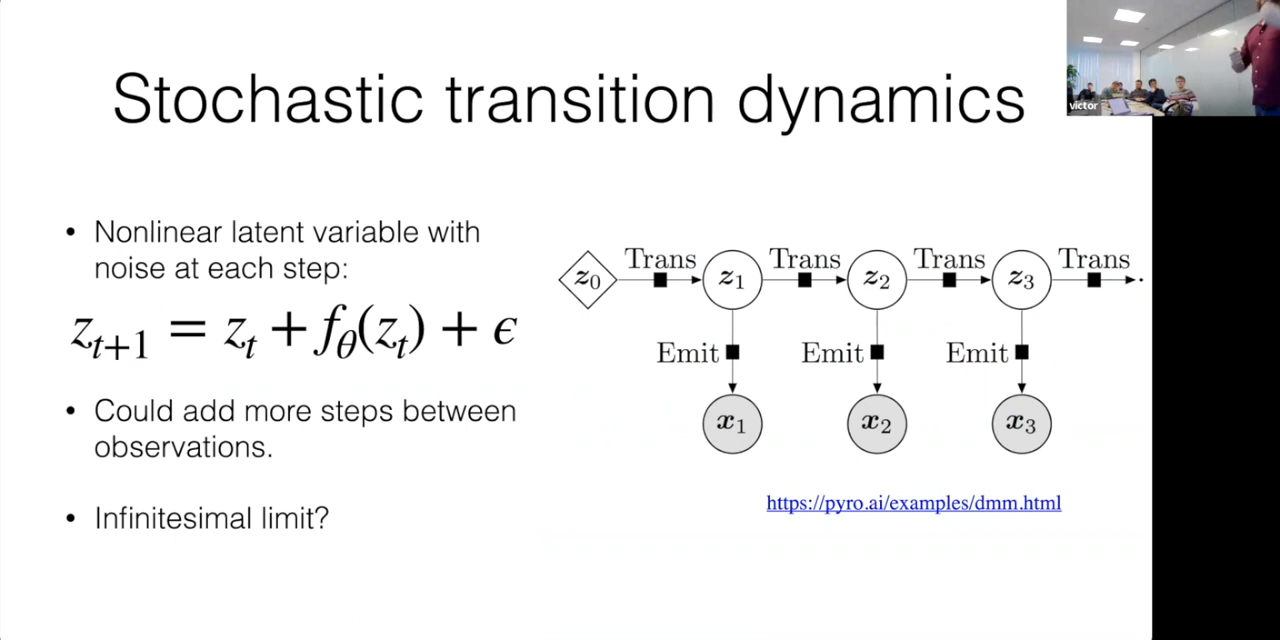 Stochastic transition dynamics
victor
• Nonlinear latent variable with
noise at each step:
z_{t+1} = z_t + f_θ(z_t) + ϵ
• Could add more steps between
observations.
• Infinitesimal limit?
Trans Trans Trans Trans
z_0 z_1 z_2 z_3
Emit Emit Emit
x_1 x_2 x_3
https://pyro.ai/examples/dmm.html